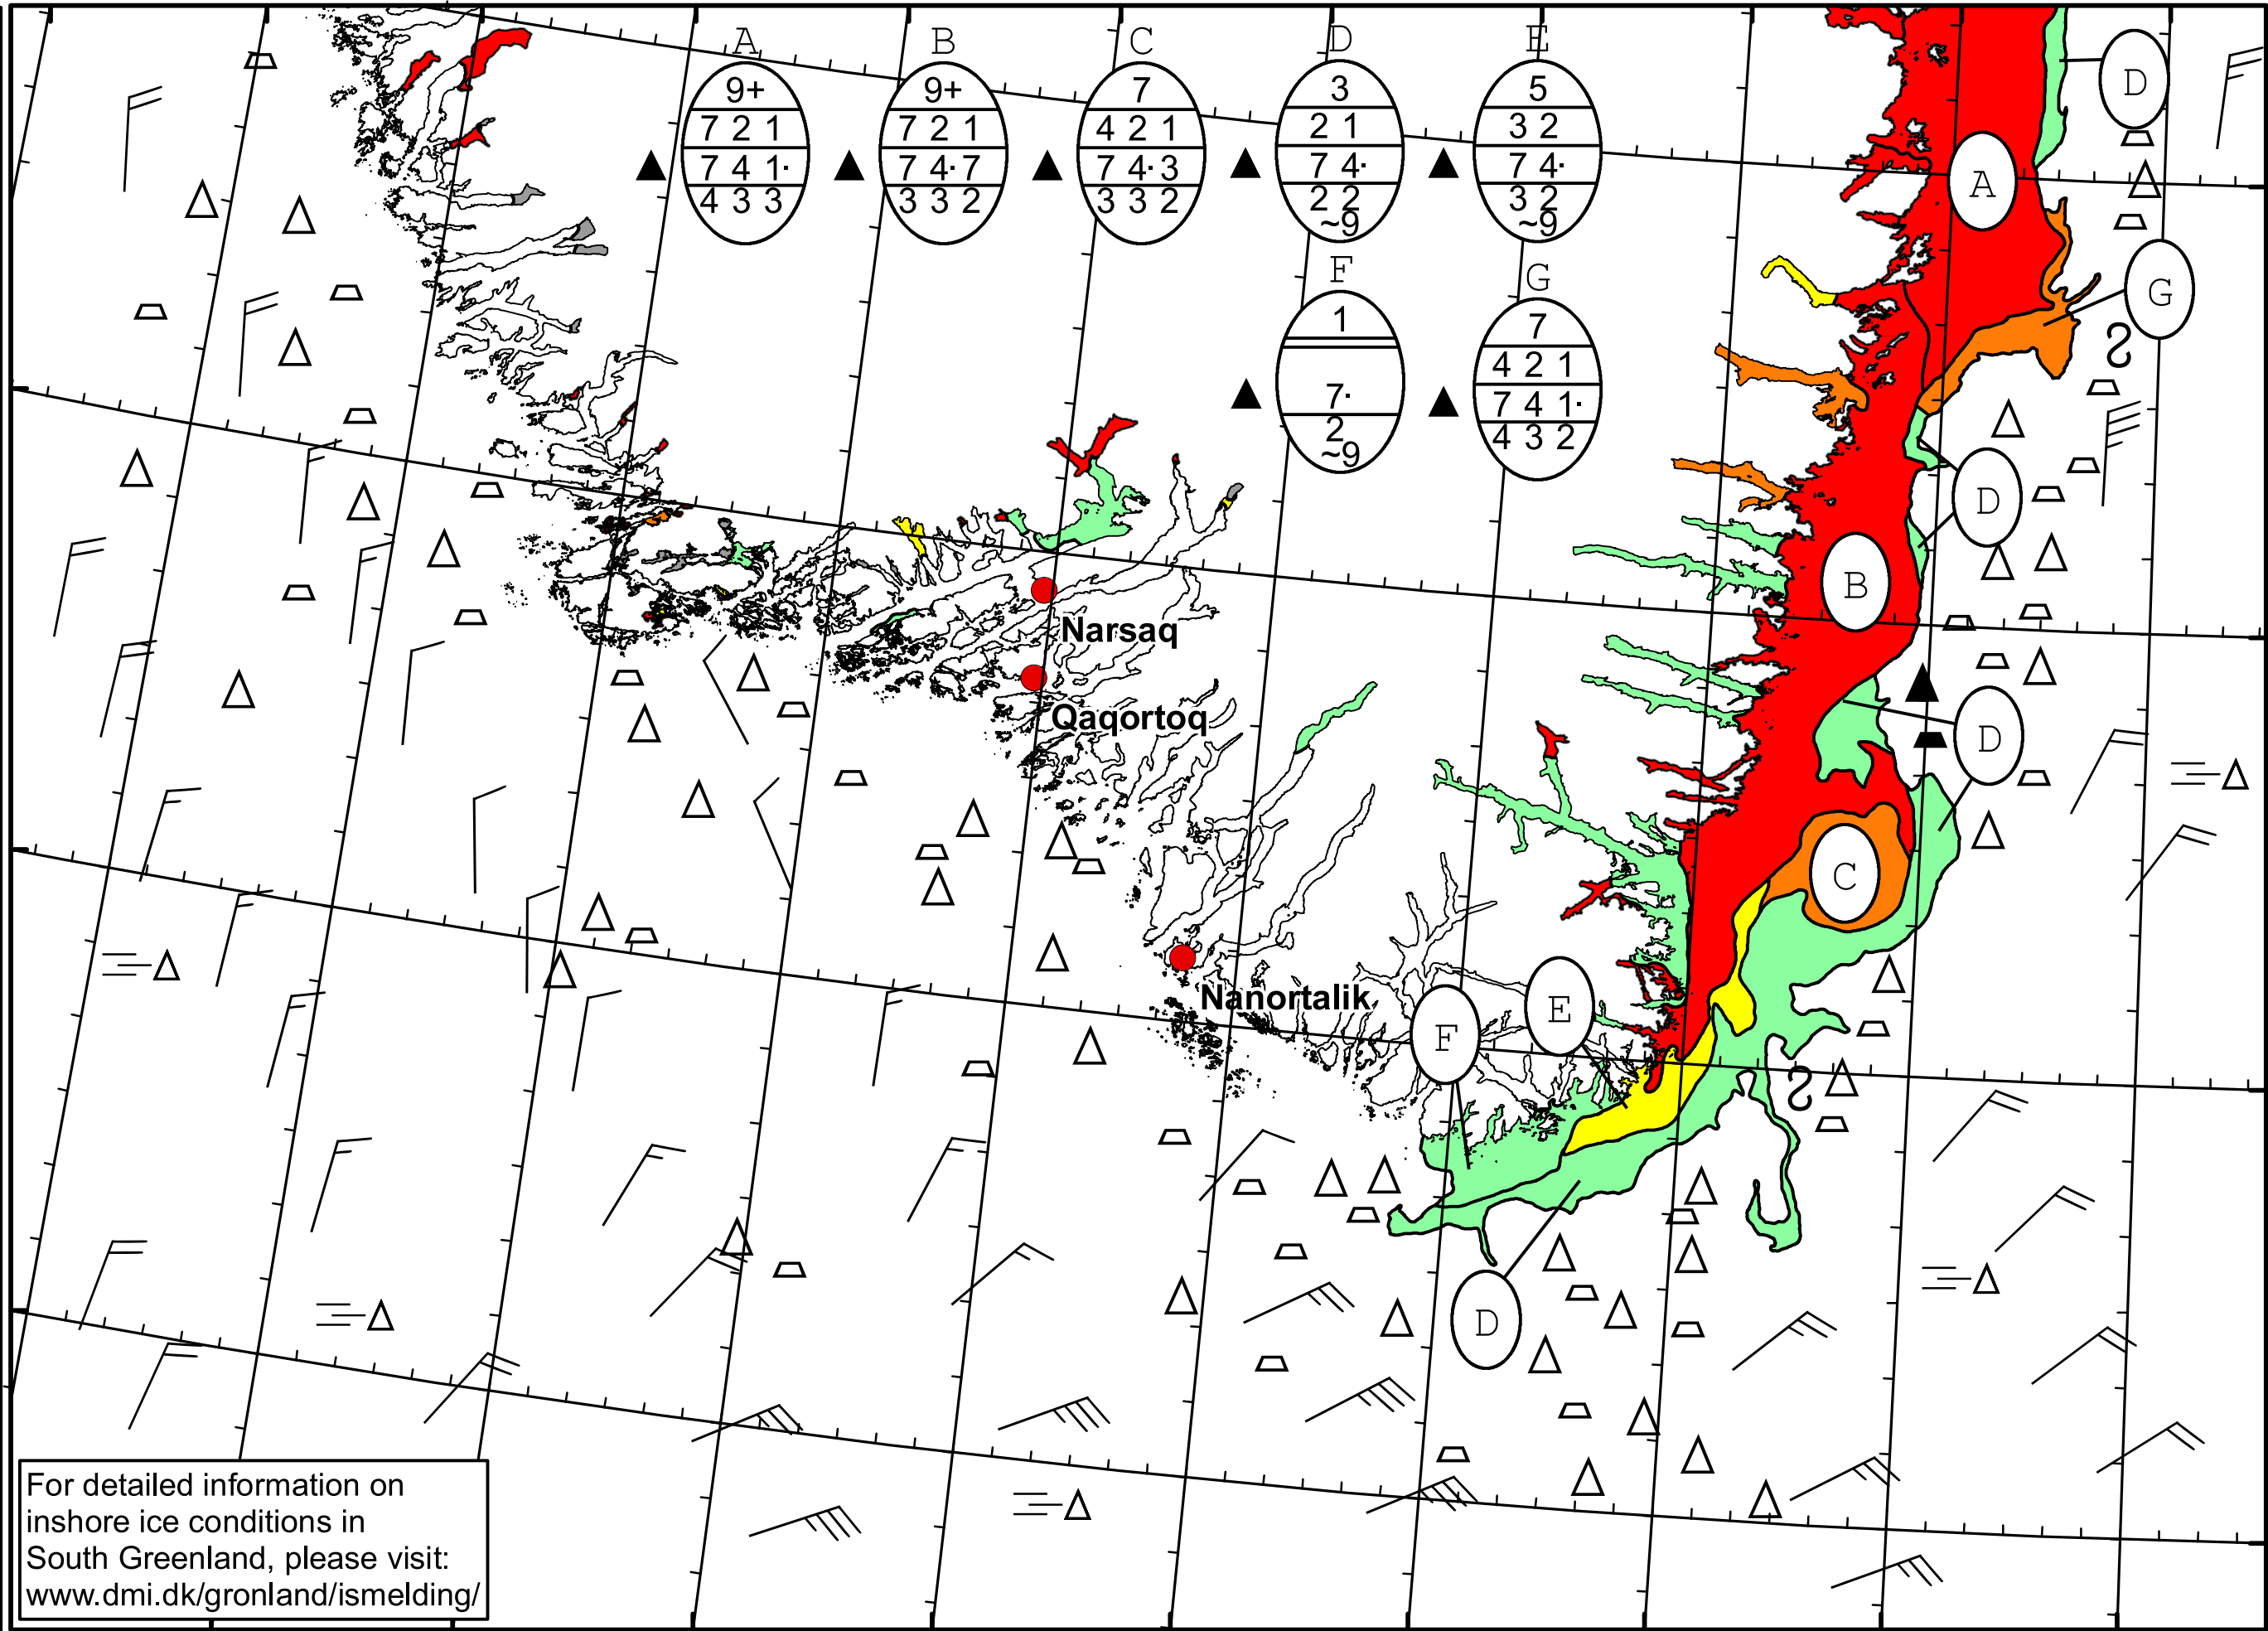 A B C D E
9+ 9+ 7 3 5
7 2 1 7 2 1 4 2 1 2 1 3 2
7 4 1· 7 4·7 7 4·3 7 4· 7 4·
4 3 3 3 3 2 3 3 2 2 2 3 2
~9 ~9
F G
1 7
4 2 1
7· 7 4 1·
2 4 3 2
~9
D
A
G
D
B
D
C
Narsaq
Qaqortoq
Nanortalik
F
E
D
For detailed information on
inshore ice conditions in
South Greenland, please visit:
www.dmi.dk/gronland/ismelding/